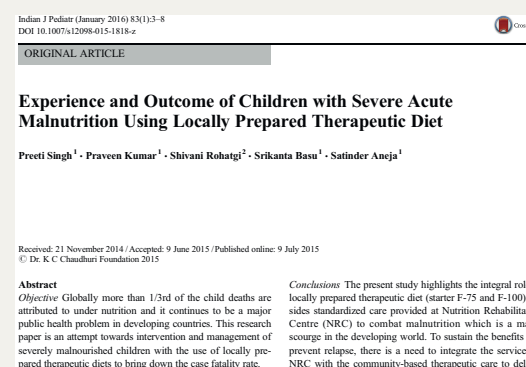 Indian J Pediatr (January 2016) 83(1):3–8
DOI 10.1007/s12098-015-1818-z
ORIGINAL ARTICLE
Experience and Outcome of Children with Severe Acute
Malnutrition Using Locally Prepared Therapeutic Diet
Preeti Singh1 · Praveen Kumar1 · Shivani Rohatgi2 · Srikanta Basu1 · Satinder Aneja1
Received: 21 November 2014 / Accepted: 9 June 2015 / Published online: 9 July 2015
© Dr. K C Chaudhuri Foundation 2015
Abstract
Objective Globally more than 1/3rd of the child deaths are
attributed to under nutrition and it continues to be a major
public health problem in developing countries. This research
paper is an attempt towards intervention and management of
severely malnourished children with the use of locally pre-
pared therapeutic diets to bring down the case fatality rate.
Conclusions The present study highlights the integral rol
locally prepared therapeutic diet (starter F-75 and F-100)
sides standardized care provided at Nutrition Rehabilita
Centre (NRC) to combat malnutrition which is a ma
scourge in the developing world. To sustain the benefits
prevent relapse, there is a need to integrate the service
NRC with the community-based therapeutic care to del